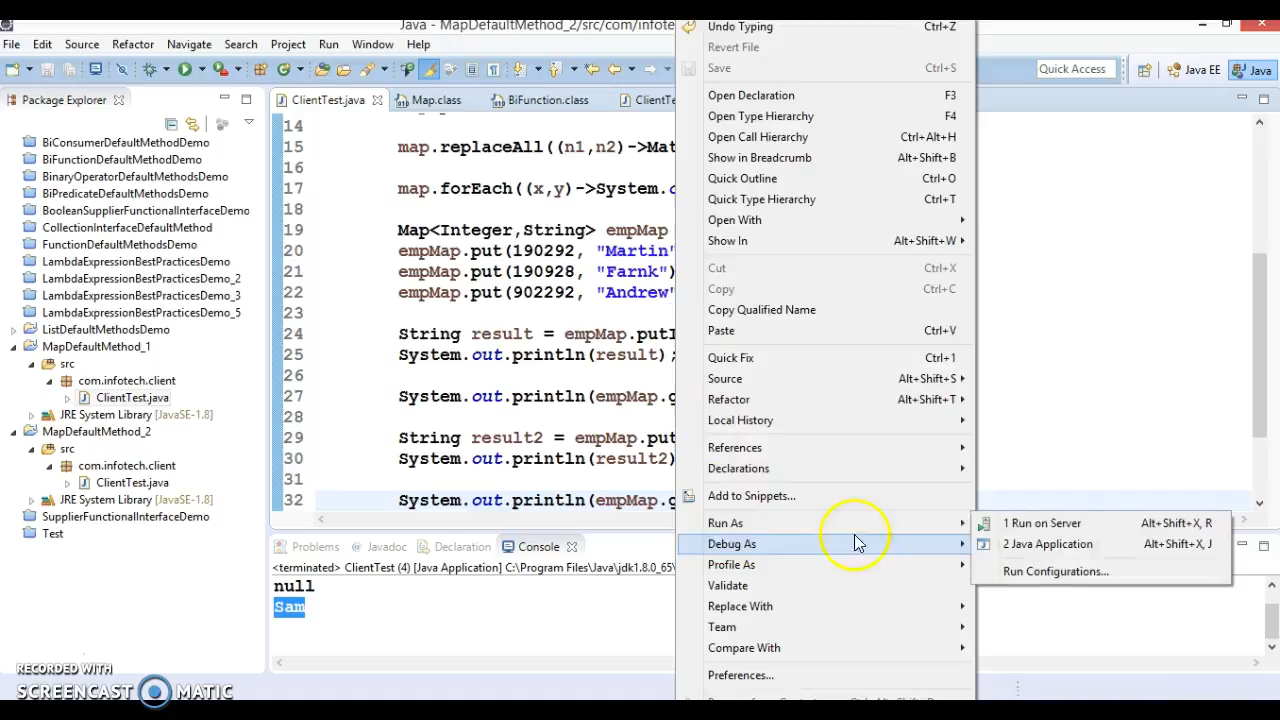 Java - MapDefaultMethod_2/src/com/infote
File Edit Source Refactor Navigate Search Project Run Window Help
Quick Access
Java EE
Java
Package Explorer
BiConsumerDefaultMethodDemo
BiFunctionDefaultMethodDemo
BinaryOperatorDefaultMethodsDemo
BiPredicateDefaultMethodsDemo
BooleanSupplierFunctionalInterfaceDemo
CollectionInterfaceDefaultMethod
FunctionDefaultMethodsDemo
LambdaExpressionBestPracticesDemo
LambdaExpressionBestPracticesDemo_2
LambdaExpressionBestPracticesDemo_3
LambdaExpressionBestPracticesDemo_5
ListDefaultMethodsDemo
MapDefaultMethod_1
src
com.infotech.client
ClientTest.java
JRE System Library [JavaSE-1.8]
MapDefaultMethod_2
src
com.infotech.client
ClientTest.java
JRE System Library [JavaSE-1.8]
SupplierFunctionalInterfaceDemo
Test
ClientTest.java Map.class BiFunction.class ClientTe
14
15 map.replaceAll((n1,n2)->Mat
16
17 map.forEach((x,y)->System.o
18
19 Map<Integer,String> empMap
20 empMap.put(190292, "Martin"
21 empMap.put(190928, "Farnk")
22 empMap.put(902292, "Andrew"
23
24 String result = empMap.putI
25 System.out.println(result);
26
27 System.out.println(empMap.g
28
29 String result2 = empMap.put
30 System.out.println(result2)
31
32 System.out.println(empMap.g
Problems Javadoc Declaration Console
<terminated> ClientTest (4) [Java Application] C:\Program Files\Java\jdk1.8.0_65\
null
Sam
Undo Typing Ctrl+Z
Revert File
Save Ctrl+S
Open Declaration F3
Open Type Hierarchy F4
Open Call Hierarchy Ctrl+Alt+H
Show in Breadcrumb Alt+Shift+B
Quick Outline Ctrl+O
Quick Type Hierarchy Ctrl+T
Open With
Show In Alt+Shift+W
Cut Ctrl+X
Copy Ctrl+C
Copy Qualified Name
Paste Ctrl+V
Quick Fix Ctrl+1
Source Alt+Shift+S
Refactor Alt+Shift+T
Local History
References
Declarations
Add to Snippets...
Run As
Debug As
Profile As
Validate
Replace With
Team
Compare With
Preferences...
1 Run on Server Alt+Shift+X, R
2 Java Application Alt+Shift+X, J
Run Configurations...
RECORDED WITH
SCREENCAST MATIC